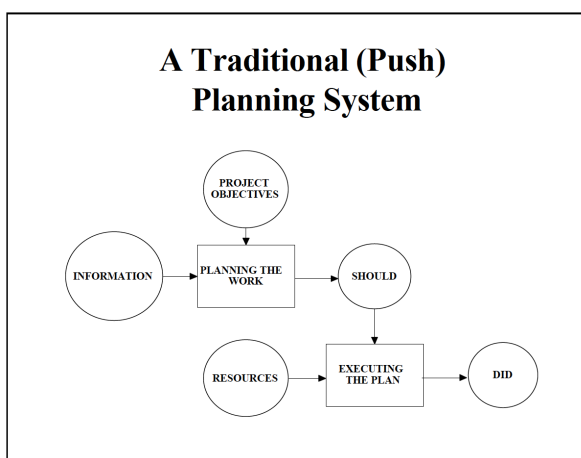 A Traditional (Push)
Planning System
PROJECT
OBJECTIVES
INFORMATION
PLANNING THE
WORK
SHOULD
RESOURCES
EXECUTING
THE PLAN
DID